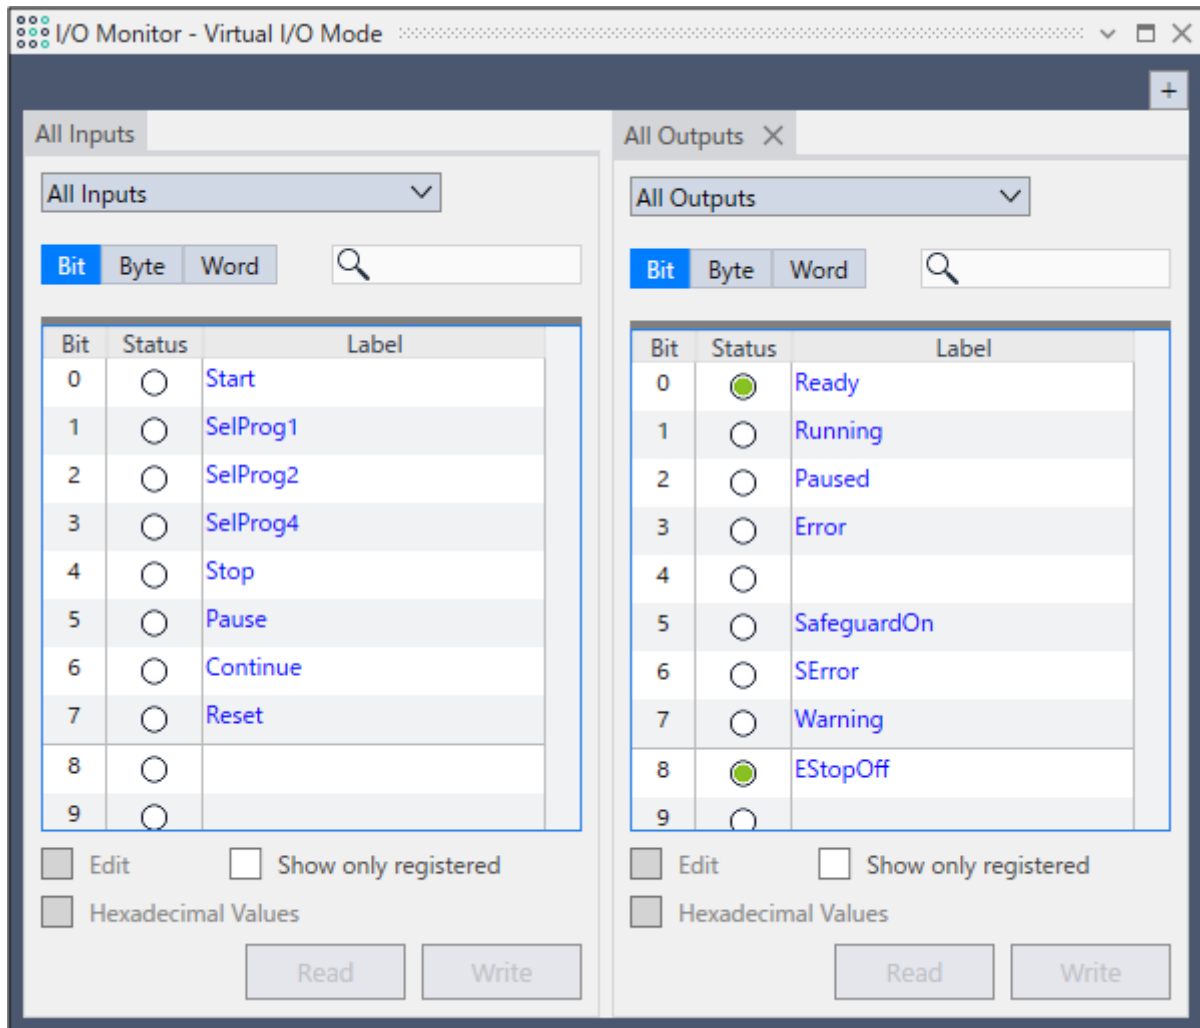 I/O Monitor - Virtual I/O Mode
+
All Inputs
All Inputs
Bit Byte Word
Bit Status Label
0 Start
1 SelProg1
2 SelProg2
3 SelProg4
4 Stop
5 Pause
6 Continue
7 Reset
8
9
Edit Show only registered
Hexadecimal Values
Read Write
All Outputs
All Outputs
Bit Byte Word
Bit Status Label
0 Ready
1 Running
2 Paused
3 Error
4
5 SafeguardOn
6 SError
7 Warning
8 EStopOff
9
Edit Show only registered
Hexadecimal Values
Read Write